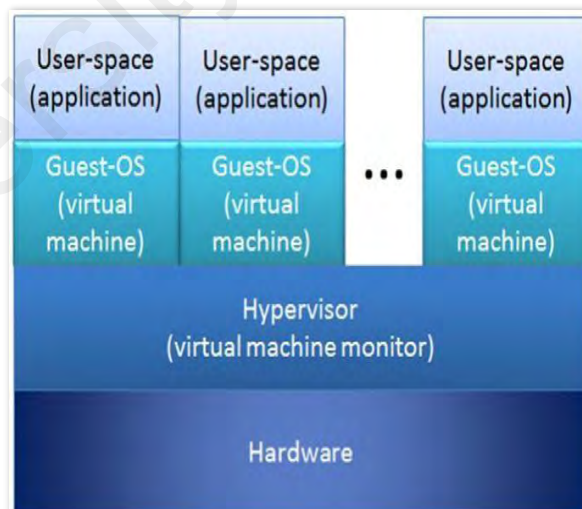 User-space User-space User-space
(application) (application) (application)
Guest-OS Guest-OS ... Guest-OS
(virtual (virtual (virtual
machine) machine) machine)
Hypervisor
(virtual machine monitor)
Hardware